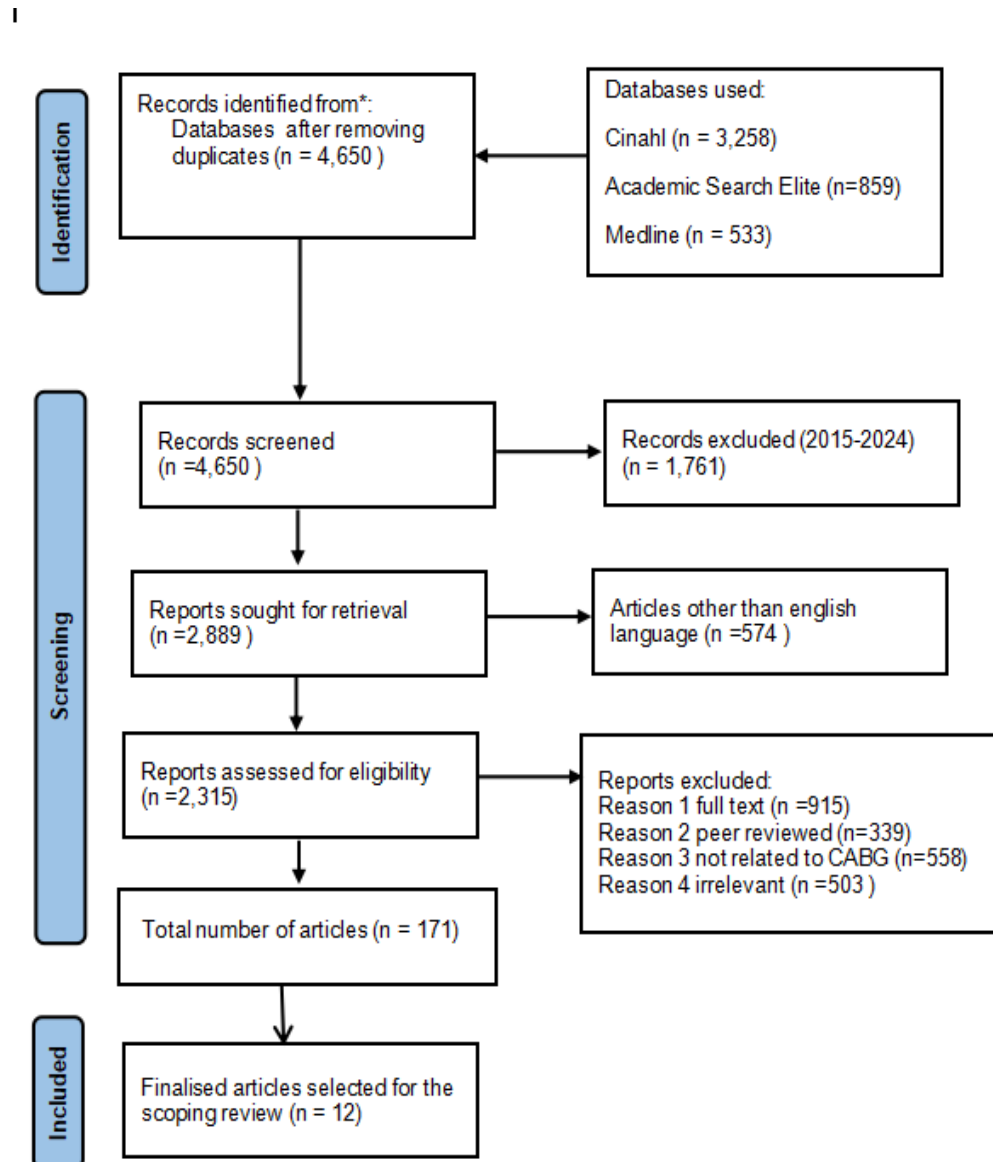 Identification
Records identified from*:
Databases after removing
duplicates (n = 4,650 )
Databases used:
Cinahl (n = 3,258)
Academic Search Elite (n=859)
Medline (n = 533)
Screening
Records screened
(n =4,650 )
Records excluded (2015-2024)
(n = 1,761)
Reports sought for retrieval
(n =2,889 )
Articles other than english
language (n =574 )
Reports assessed for eligibility
(n =2,315)
Reports excluded:
Reason 1 full text (n =915)
Reason 2 peer reviewed (n=339)
Reason 3 not related to CABG (n=558)
Reason 4 irrelevant (n =503 )
Total number of articles (n = 171)
Included
Finalised articles selected for the
scoping review (n = 12)